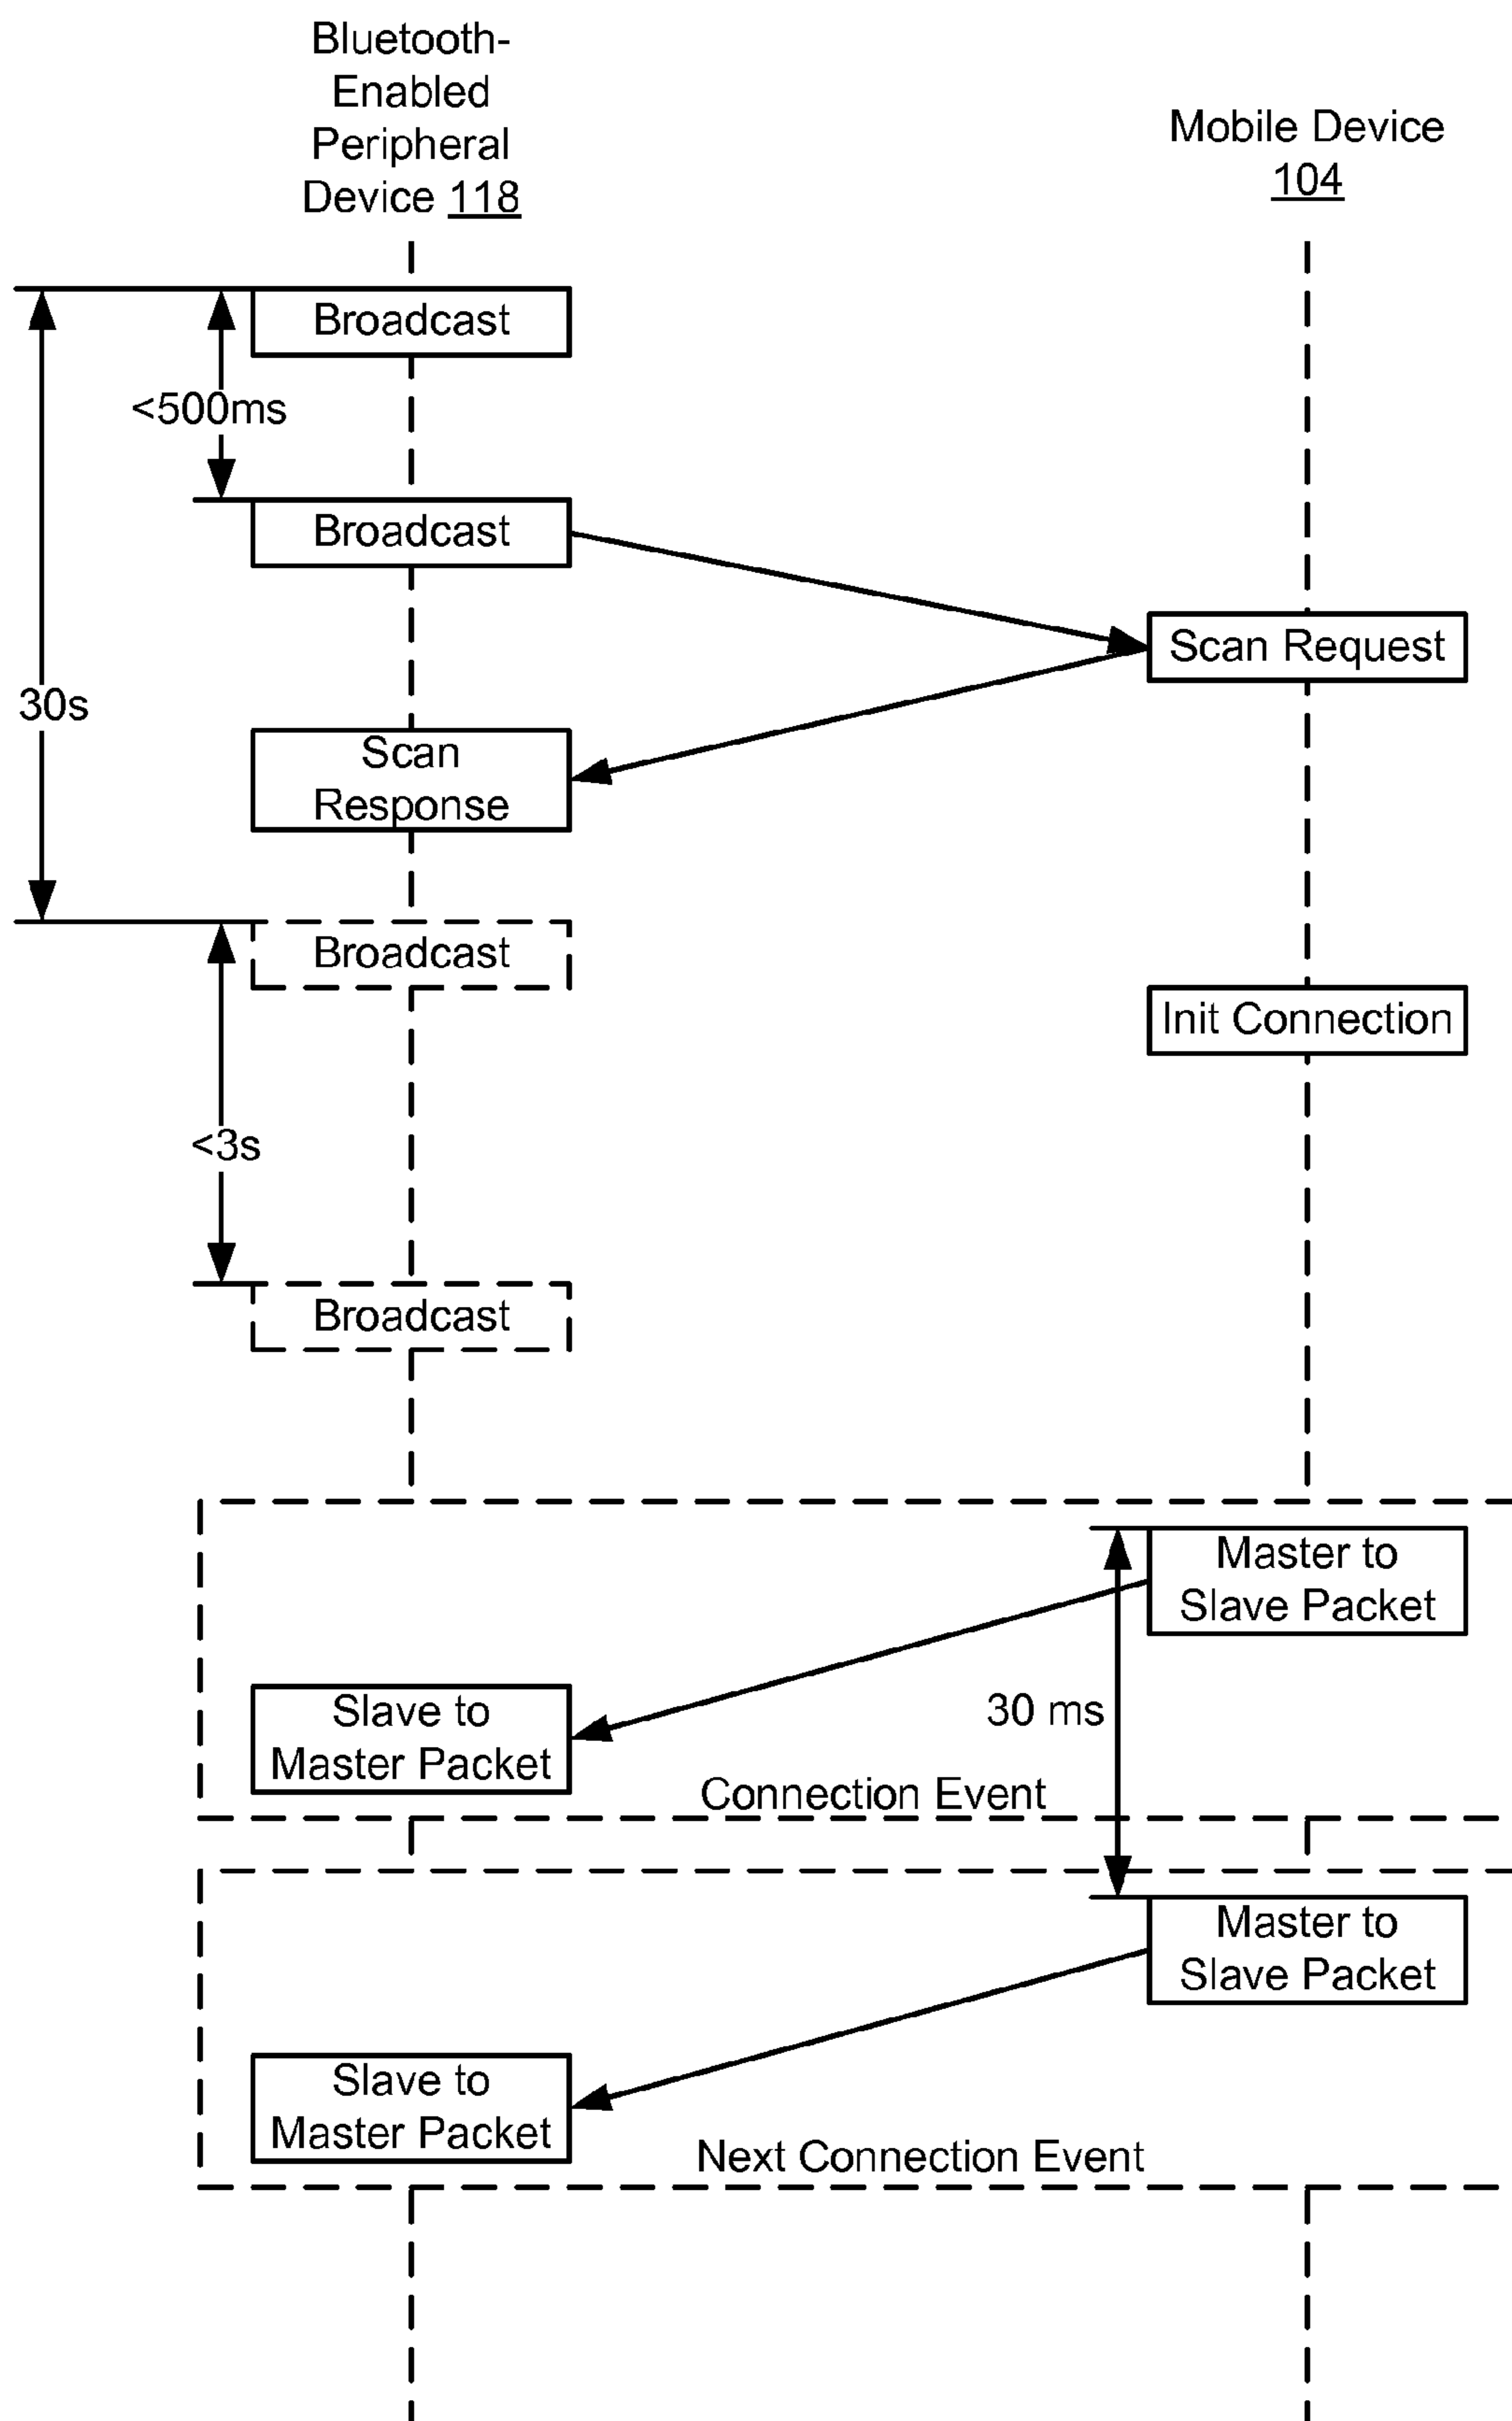 Bluetooth-
Enabled
Peripheral
Device 118
Mobile Device
104
Broadcast
<500ms
Broadcast
Scan Request
30s
Scan
Response
Broadcast
Init Connection
<3s
Broadcast
Master to
Slave Packet
Slave to
Master Packet
30 ms
Connection Event
Master to
Slave Packet
Slave to
Master Packet
Next Connection Event